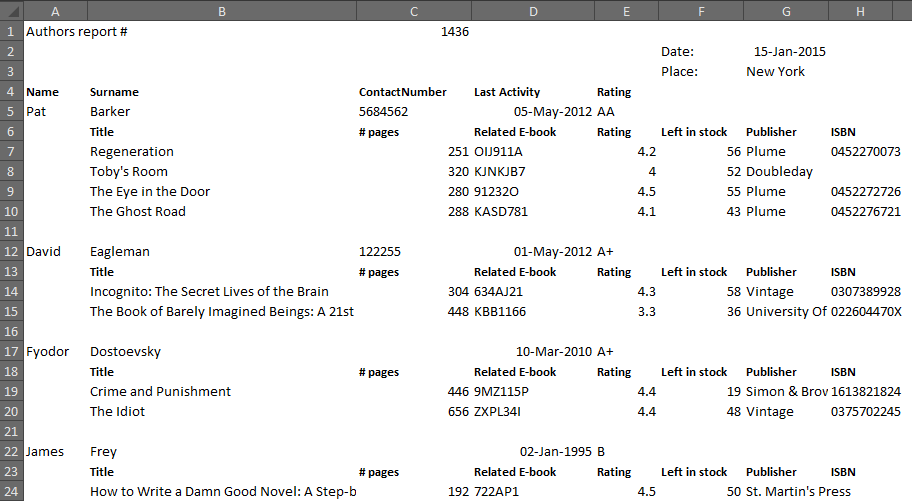 A B C D E F G H
1 Authors report # 1436
2 Date: 15-Jan-2015
3 Place: New York
4 Name Surname ContactNumber Last Activity Rating
5 Pat Barker 5684562 05-May-2012 AA
6 Title # pages Related E-book Rating Left in stock Publisher ISBN
7 Regeneration 251 OIJ911A 4.2 56 Plume 0452270073
8 Toby's Room 320 KJNKJB7 4 52 Doubleday
9 The Eye in the Door 280 91232O 4.5 55 Plume 0452272726
10 The Ghost Road 288 KASD781 4.1 43 Plume 0452276721
11
12 David Eagleman 122255 01-May-2012 A+
13 Title # pages Related E-book Rating Left in stock Publisher ISBN
14 Incognito: The Secret Lives of the Brain 304 634AJ21 4.3 58 Vintage 0307389928
15 The Book of Barely Imagined Beings: A 21st 448 KBB1166 3.3 36 University Of 022604470X
16
17 Fyodor Dostoevsky 10-Mar-2010 A+
18 Title # pages Related E-book Rating Left in stock Publisher ISBN
19 Crime and Punishment 446 9MZ115P 4.4 19 Simon & Brov 1613821824
20 The Idiot 656 ZXPL34I 4.4 48 Vintage 0375702245
21
22 James Frey 02-Jan-1995 B
23 Title # pages Related E-book Rating Left in stock Publisher ISBN
24 How to Write a Damn Good Novel: A Step-b 192 722AP1 4.5 50 St. Martin's Press